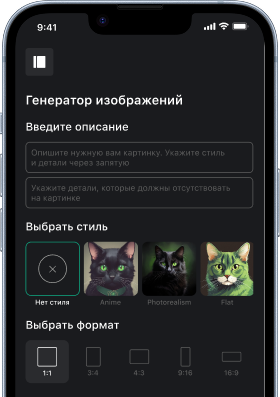 9:41
Генератор изображений
Введите описание
Опишите нужную вам картинку. Укажите стиль
и детали через запятую
Укажите детали, которые должны отсутствовать
на картинке
Выбрать стиль
Нет стиля Anime Photorealism Flat
Выбрать формат
1:1 3:4 4:3 9:16 16:9